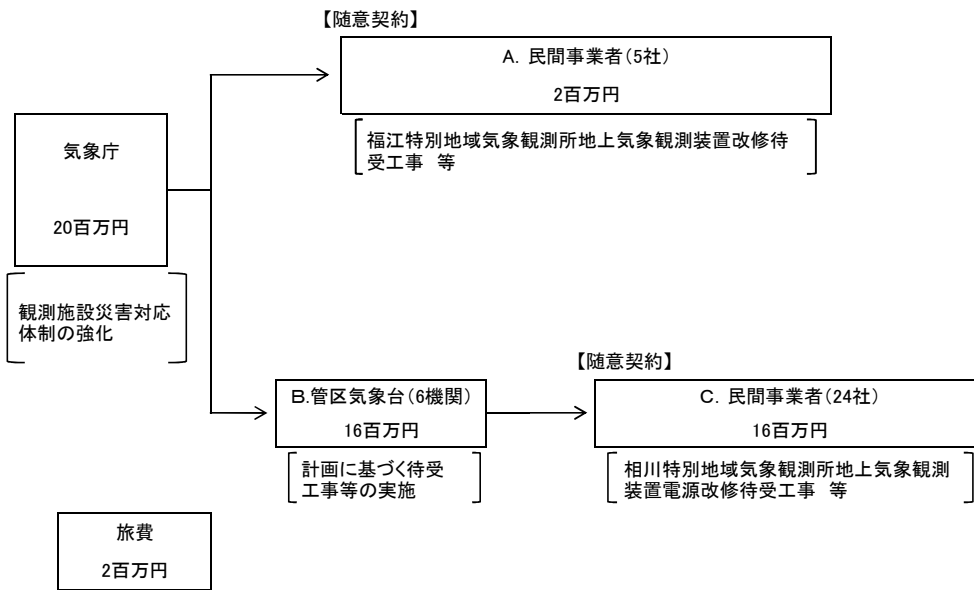 【随意契約】
A. 民間事業者(5社)
2百万円
福江特別地域気象観測所地上気象観測装置改修待
受工事 等
気象庁
20百万円
観測施設災害対応
体制の強化
【随意契約】
B.管区気象台(6機関)
16百万円
計画に基づく待受
工事等の実施
C. 民間事業者(24社)
16百万円
相川特別地域気象観測所地上気象観測
装置電源改修待受工事 等
旅費
2百万円